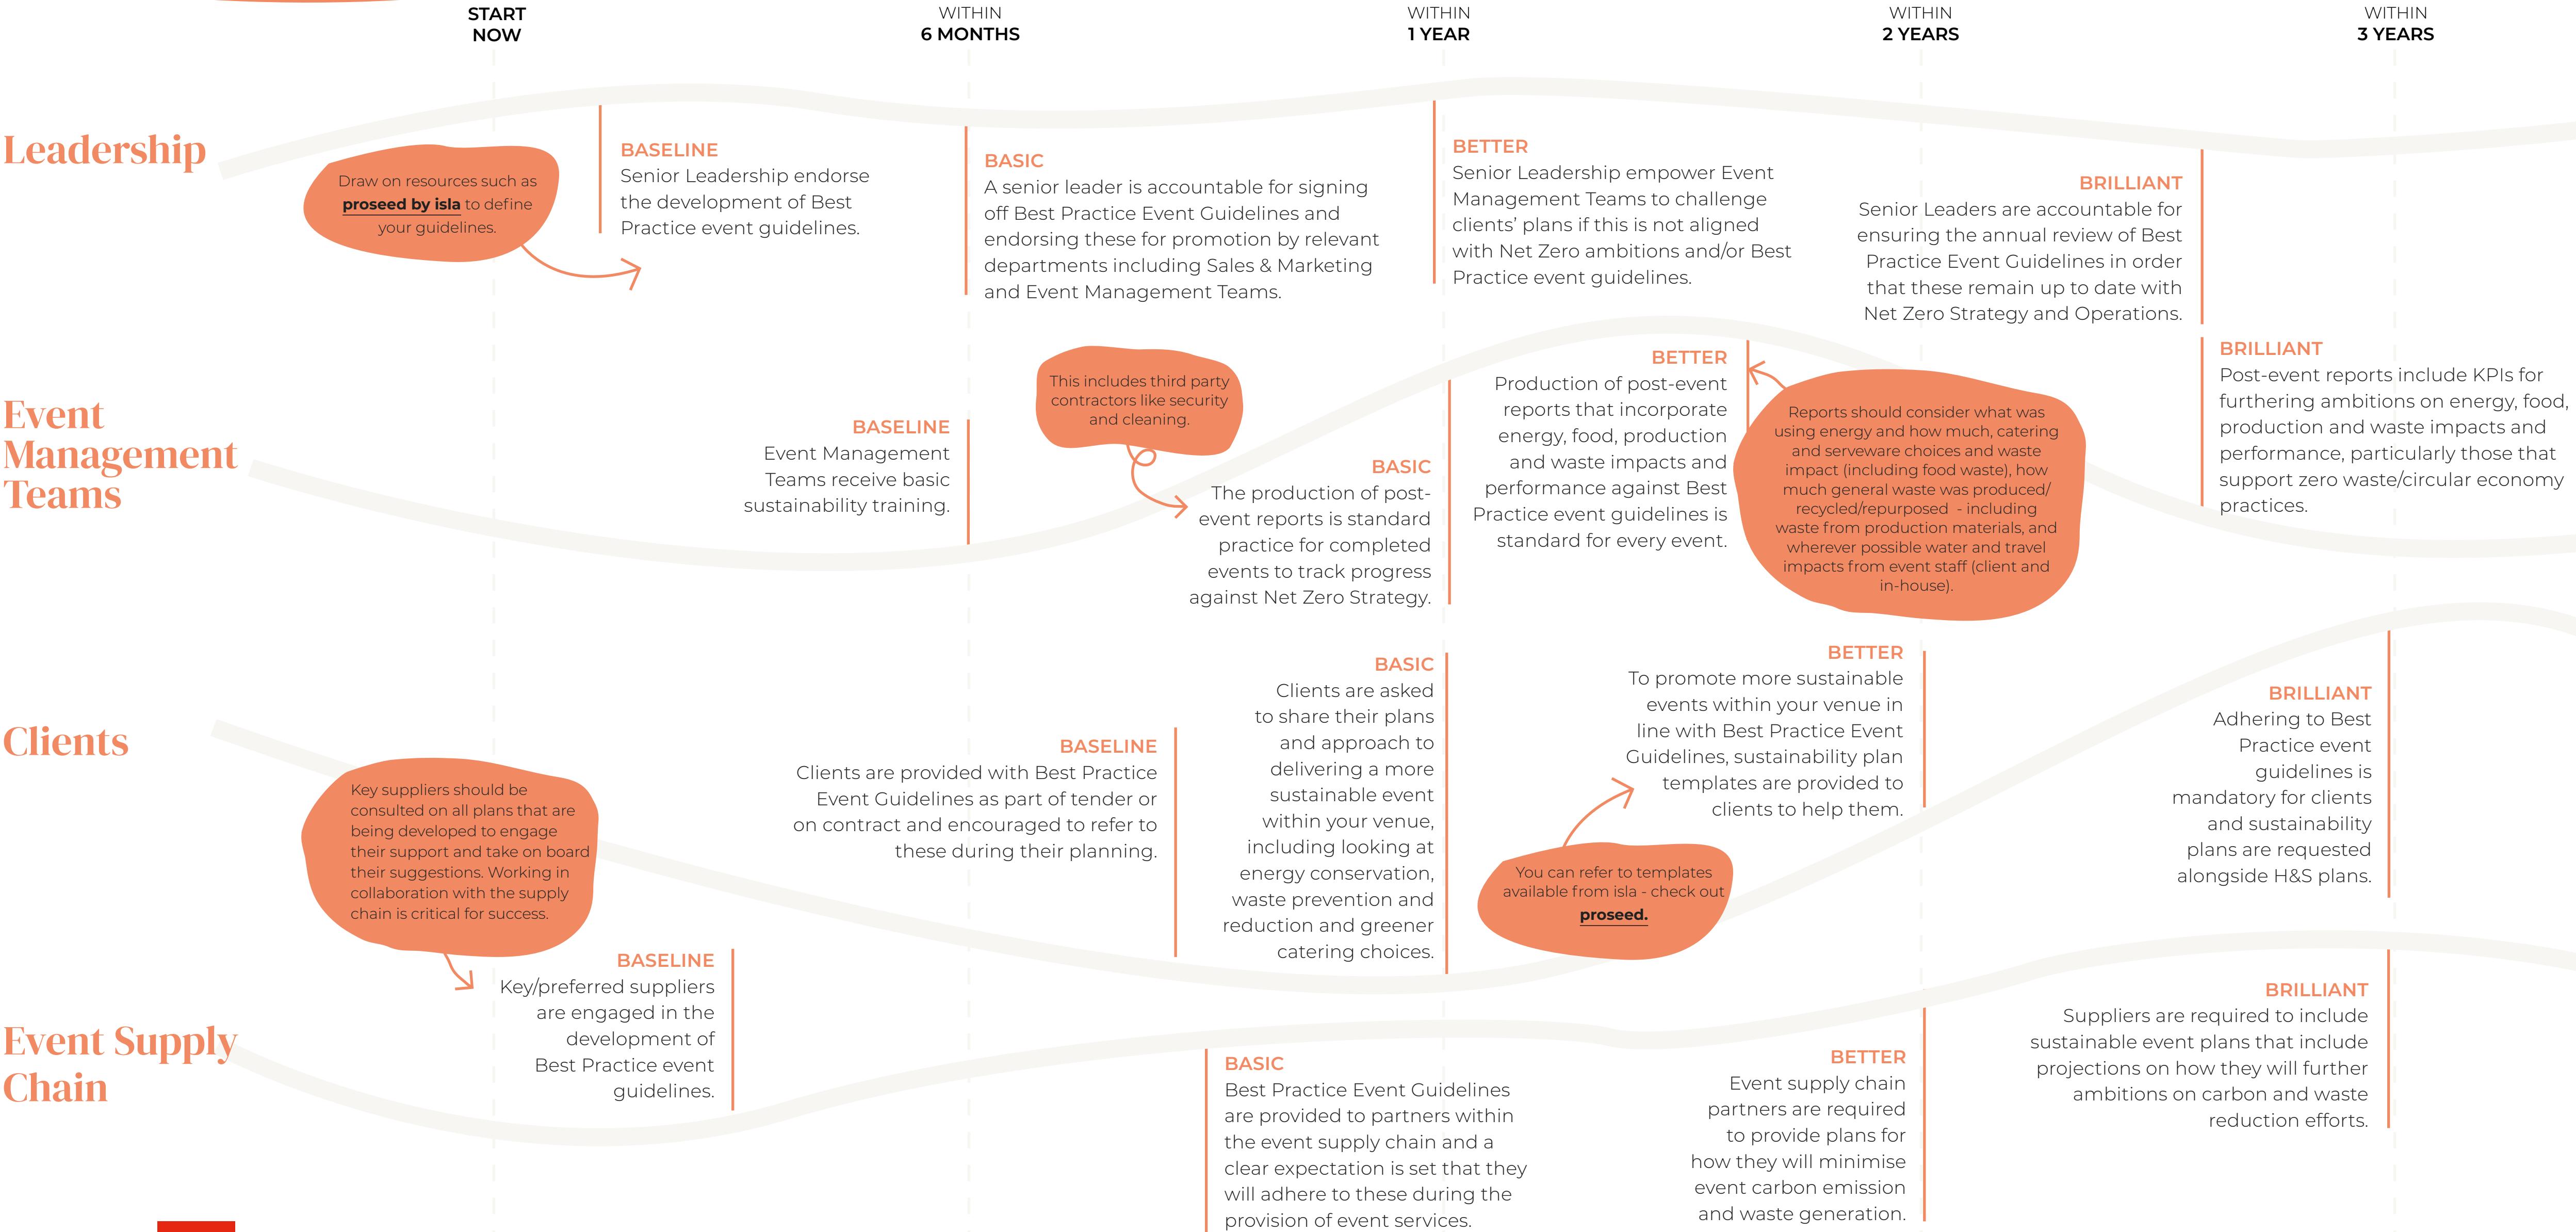 START
NOW
WITHIN
6 MONTHS
WITHIN
1 YEAR
WITHIN
2 YEARS
WITHIN
3 YEARS
Leadership
Draw on resources such as
proseed by isla to define
your guidelines.
BASELINE
Senior Leadership endorse
the development of Best
Practice event guidelines.
BASIC
A senior leader is accountable for signing
off Best Practice Event Guidelines and
endorsing these for promotion by relevant
departments including Sales & Marketing
and Event Management Teams.
BETTER
Senior Leadership empower Event
Management Teams to challenge
clients’ plans if this is not aligned
with Net Zero ambitions and/or Best
Practice event guidelines.
BRILLIANT
Senior Leaders are accountable for
ensuring the annual review of Best
Practice Event Guidelines in order
that these remain up to date with
Net Zero Strategy and Operations.
Event
Management
Teams
BASELINE
Event Management
Teams receive basic
sustainability training.
This includes third party
contractors like security
and cleaning.
BASIC
The production of post-
event reports is standard
practice for completed
events to track progress
against Net Zero Strategy.
BETTER
Production of post-event
reports that incorporate
energy, food, production
and waste impacts and
performance against Best
Practice event guidelines is
standard for every event.
Reports should consider what was
using energy and how much, catering
and serveware choices and waste
impact (including food waste), how
much general waste was produced/
recycled/repurposed - including
waste from production materials, and
wherever possible water and travel
impacts from event staff (client and
in-house).
BRILLIANT
Post-event reports include KPIs for
furthering ambitions on energy, food,
production and waste impacts and
performance, particularly those that
support zero waste/circular economy
practices.
Clients
BASELINE
Clients are provided with Best Practice
Event Guidelines as part of tender or
on contract and encouraged to refer to
these during their planning.
BASIC
Clients are asked
to share their plans
and approach to
delivering a more
sustainable event
within your venue,
including looking at
energy conservation,
waste prevention and
reduction and greener
catering choices.
BETTER
To promote more sustainable
events within your venue in
line with Best Practice Event
Guidelines, sustainability plan
templates are provided to
clients to help them.
You can refer to templates
available from isla - check out
proseed.
BRILLIANT
Adhering to Best
Practice event
guidelines is
mandatory for clients
and sustainability
plans are requested
alongside H&S plans.
Event Supply
Chain
Key suppliers should be
consulted on all plans that are
being developed to engage
their support and take on board
their suggestions. Working in
collaboration with the supply
chain is critical for success.
BASELINE
Key/preferred suppliers
are engaged in the
development of
Best Practice event
guidelines.
BASIC
Best Practice Event Guidelines
are provided to partners within
the event supply chain and a
clear expectation is set that they
will adhere to these during the
provision of event services.
BETTER
Event supply chain
partners are required
to provide plans for
how they will minimise
event carbon emission
and waste generation.
BRILLIANT
Suppliers are required to include
sustainable event plans that include
projections on how they will further
ambitions on carbon and waste
reduction efforts.